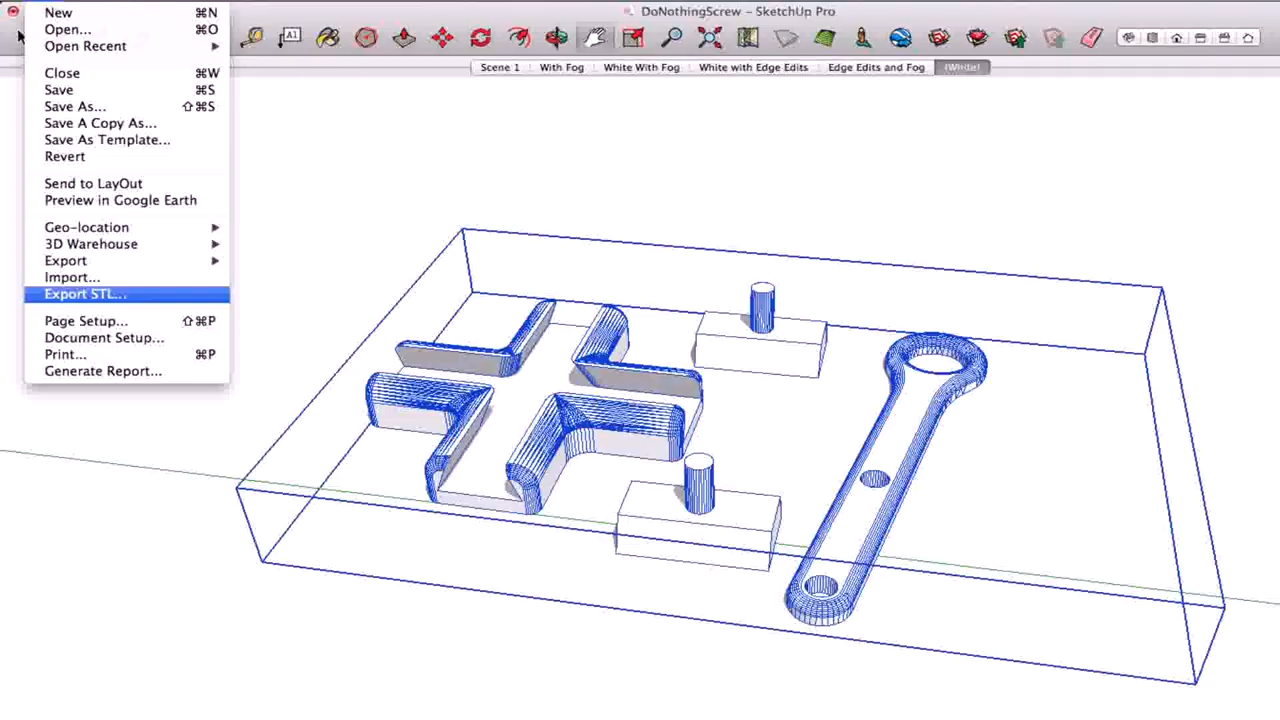 DoNothingScrew – SketchUp Pro
New ⌘N
Open... ⌘O
Open Recent
Close ⌘W
Save ⌘S
Save As... ⇧⌘S
Save A Copy As...
Save As Template...
Revert
Send to LayOut
Preview in Google Earth
Geo-location
3D Warehouse
Export
Import...
Export STL...
Page Setup... ⇧⌘P
Document Setup...
Print... ⌘P
Generate Report...
A1
Scene 1 With Fog White With Fog White with Edge Edits Edge Edits and Fog (White)